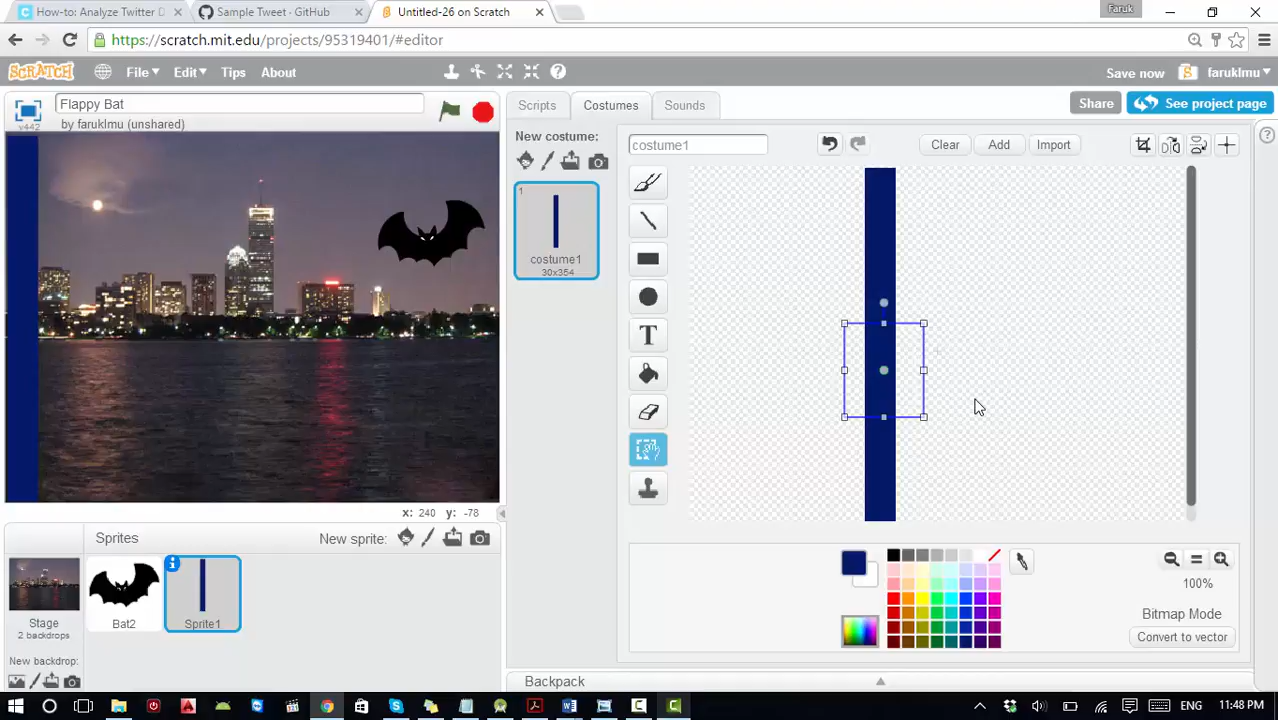 How-to: Analyze Twitter D
Sample Tweet - GitHub
Untitled-26 on Scratch
Faruk
https://scratch.mit.edu/projects/95319401/#editor
SCRATCH
File
Edit
Tips
About
Save now
faruklmu
v442
Flappy Bat
by faruklmu (unshared)
Scripts
Costumes
Sounds
Share
See project page
New costume:
costume1
Clear
Add
Import
1
costume1
30x354
x: 240 y: -78
Sprites
New sprite:
Stage
2 backdrops
New backdrop:
Bat2
Sprite1
100%
Bitmap Mode
Convert to vector
Backpack
ENG
11:48 PM